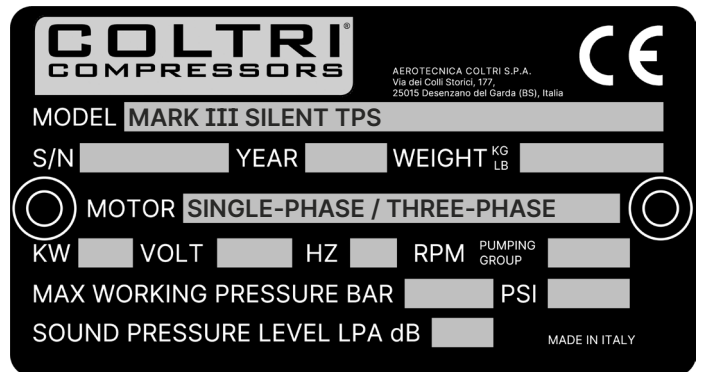 COLTRI®
COMPRESSORS
AEROTECNICA COLTRI S.P.A.
Via dei Colli Storici, 177,
25015 Desenzano del Garda (BS), Italia
CE
MODEL MARK III SILENT TPS
S/N YEAR WEIGHT KG LB
MOTOR SINGLE-PHASE / THREE-PHASE
KW VOLT HZ RPM PUMPING GROUP
MAX WORKING PRESSURE BAR PSI
SOUND PRESSURE LEVEL LPA dB MADE IN ITALY